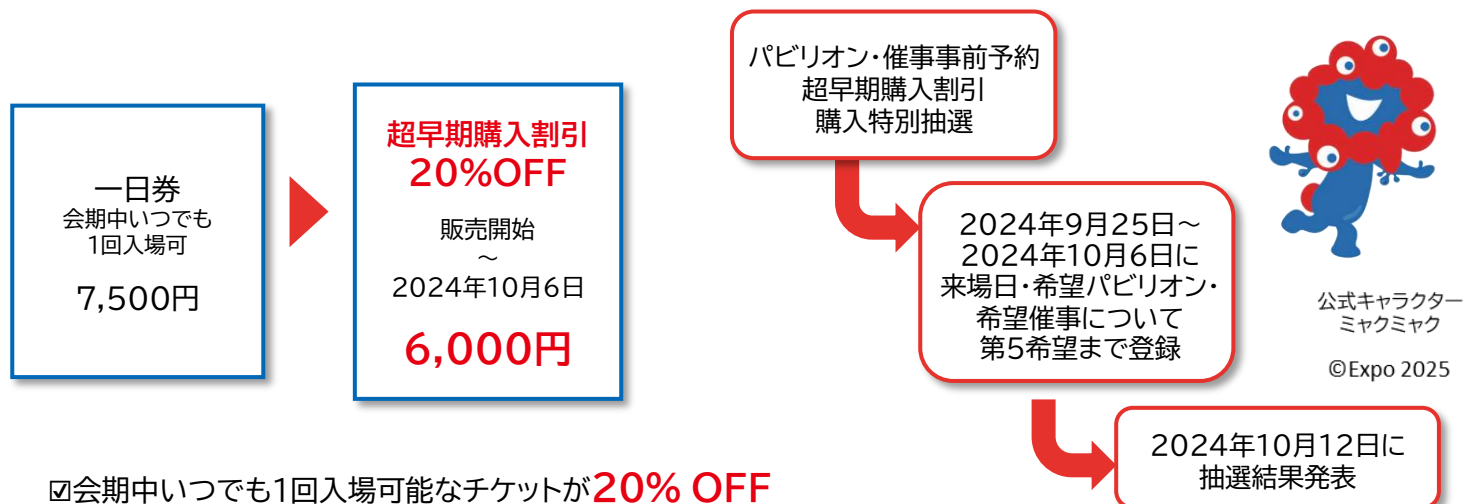 一日券
会期中いつでも
1回入場可
7,500円
超早期購入割引
20%OFF
販売開始
～
2024年10月6日
6,000円
パビリオン・催事事前予約
超早期購入割引
購入特別抽選
2024年9月25日～
2024年10月6日に
来場日・希望パビリオン・
希望催事について
第5希望まで登録
2024年10月12日に
抽選結果発表
公式キャラクター
ミャクミャク
©Expo 2025
☑会期中いつでも1回入場可能なチケットが20% OFF